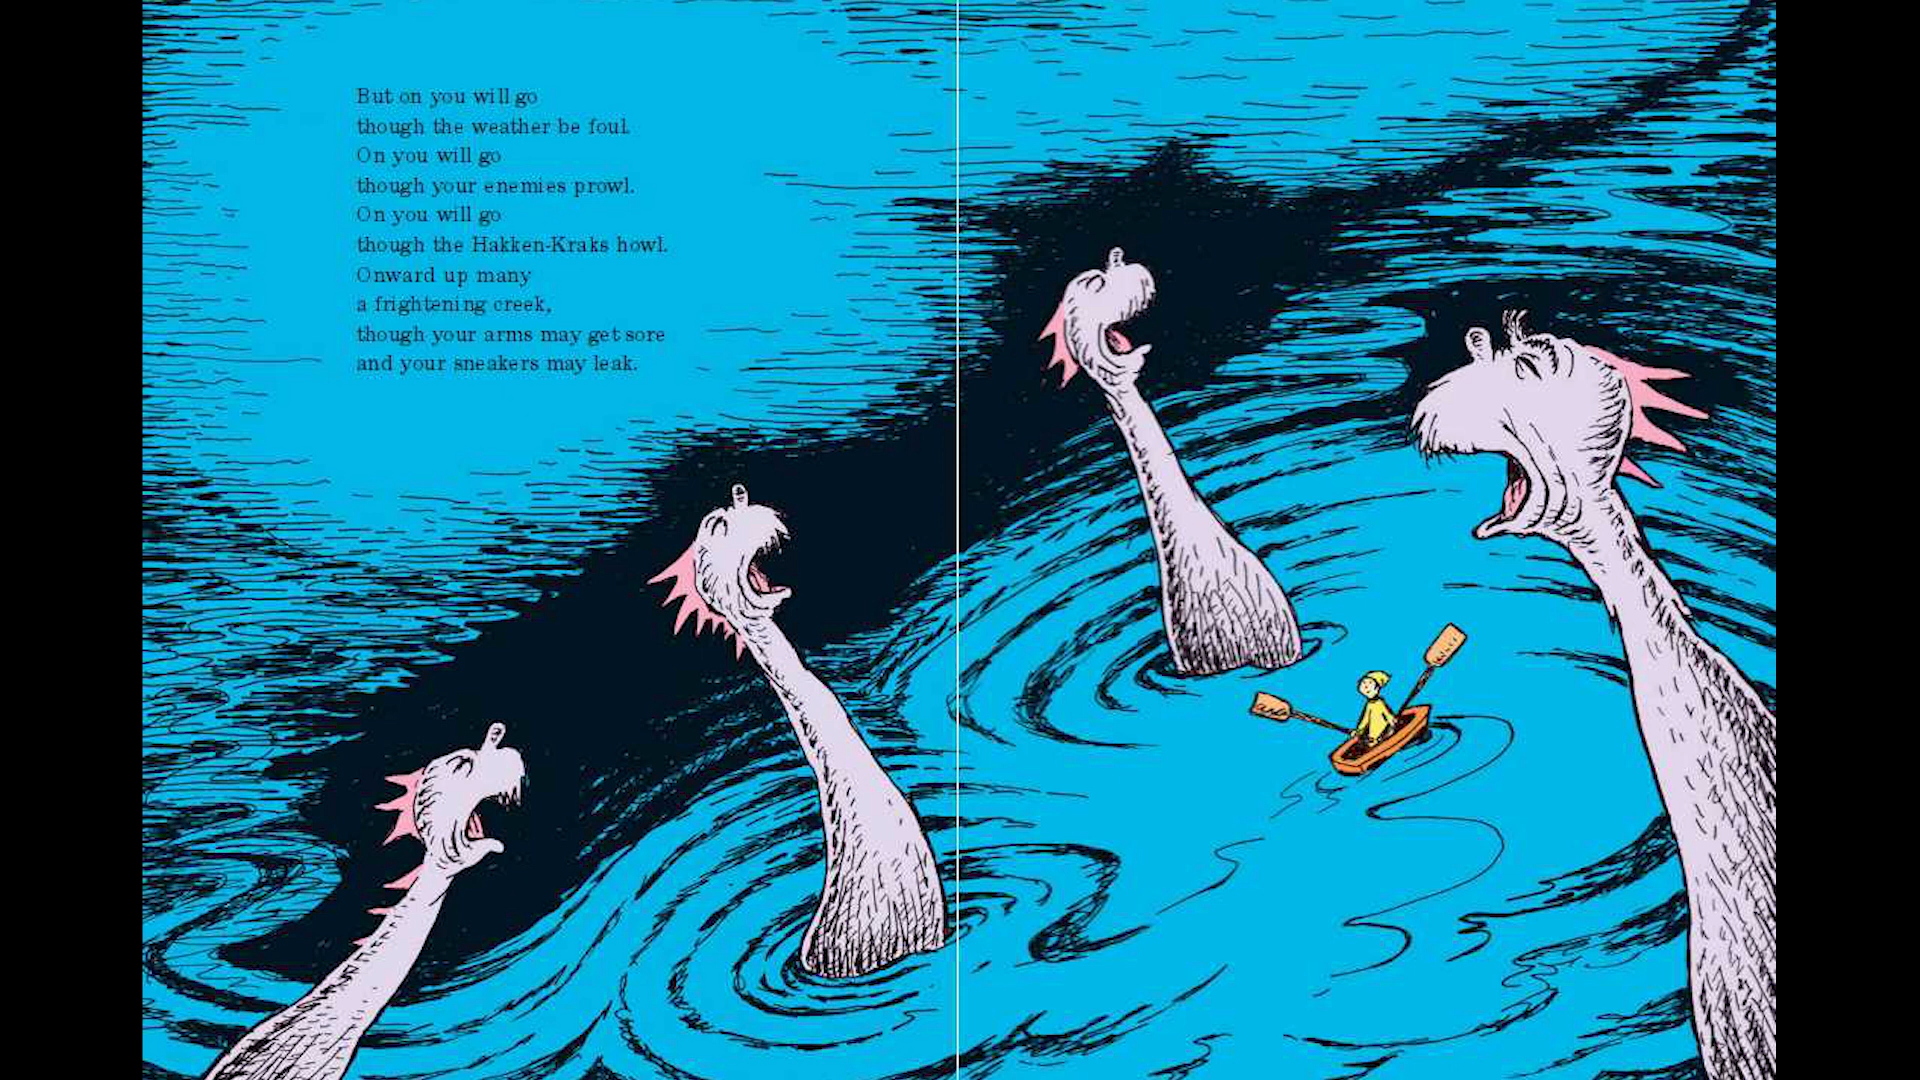 But on you will go
though the weather be foul.
On you will go
though your enemies prowl.
On you will go
though the Hakken-Kraks howl.
Onward up many
a frightening creek,
though your arms may get sore
and your sneakers may leak.